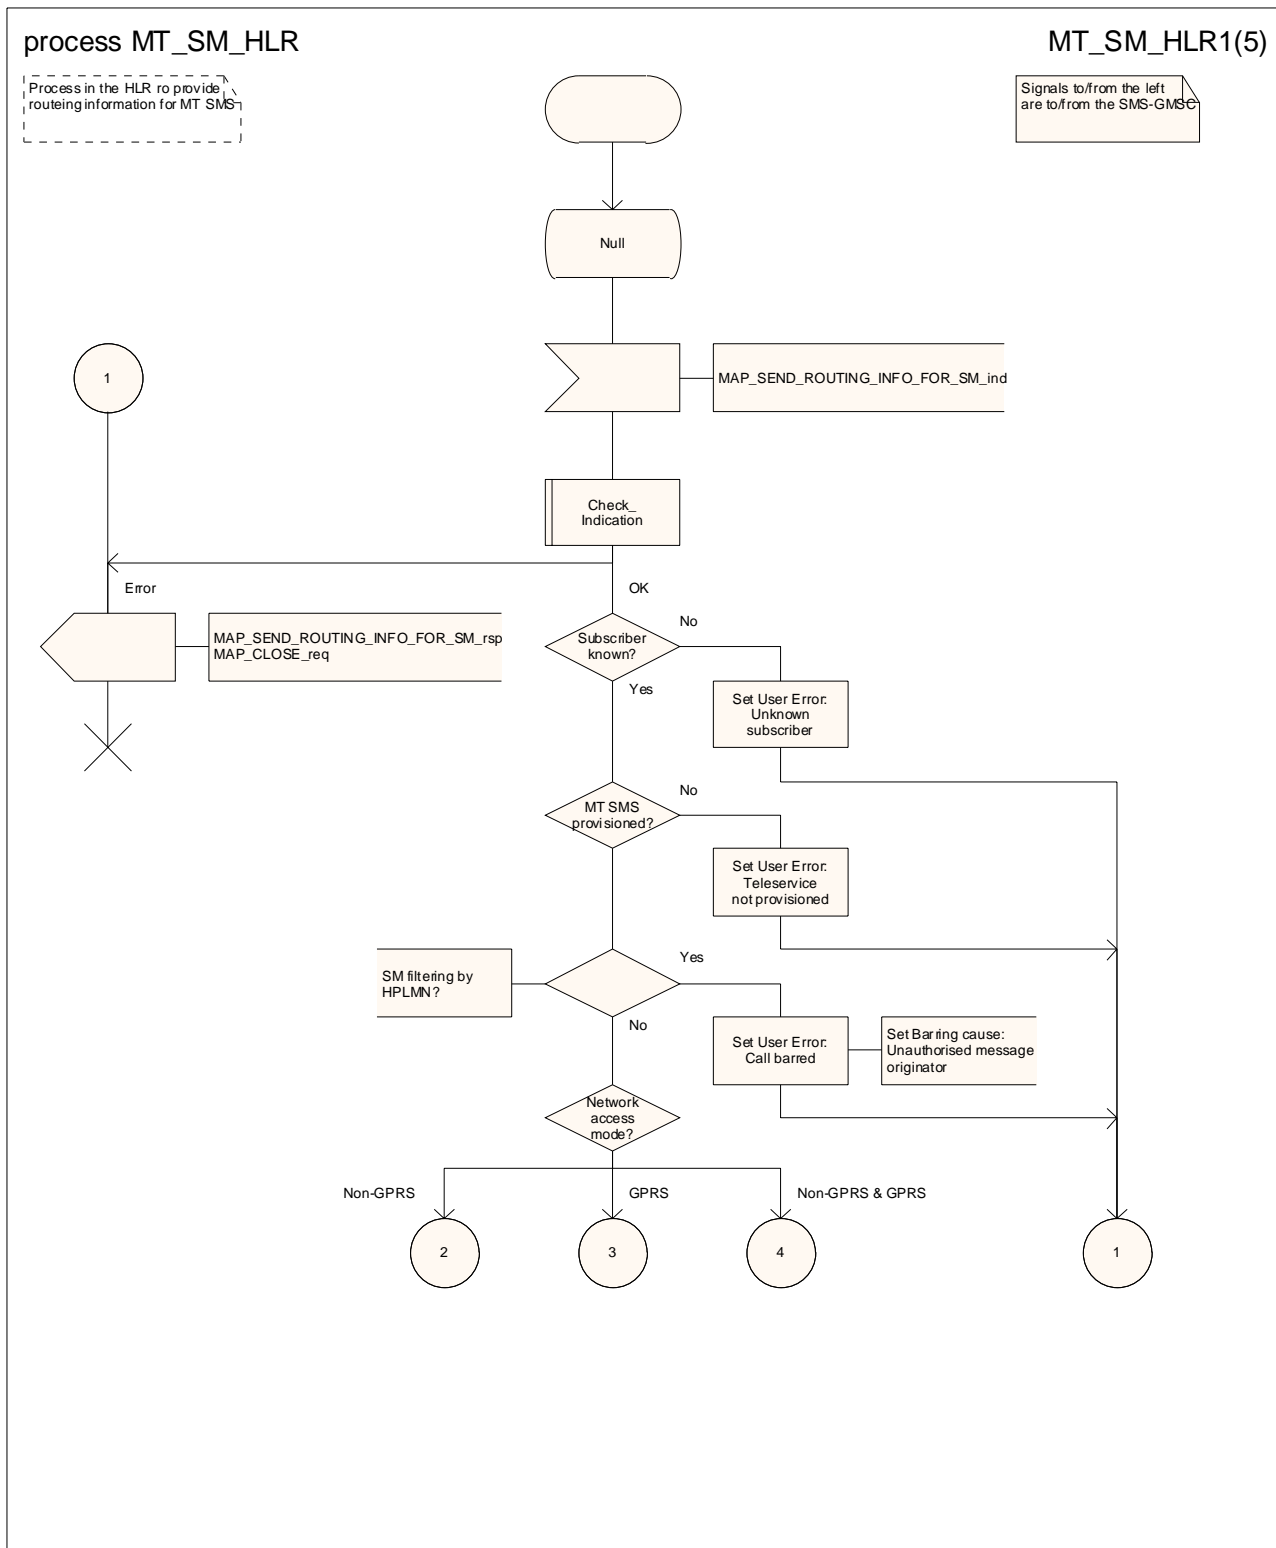 process MT_SM_HLR
MT_SM_HLR1(5)
Process in the HLR ro provide
routeing information for MT SMS
Signals to/from the left
are to/from the SMS-GMSC
Null
1
MAP_SEND_ROUTING_INFO_FOR_SM_ind
Check_
Indication
Error
OK
MAP_SEND_ROUTING_INFO_FOR_SM_rsp
MAP_CLOSE_req
Subscriber
known?
No
Yes
Set User Error:
Unknown
subscriber
MT SMS
provisioned?
No
Set User Error:
Teleservice
not provisioned
SM filtering by
HPLMN?
Yes
No
Set User Error:
Call barred
Set Barring cause:
Unauthorised message
originator
Network
access
mode?
Non-GPRS
GPRS
Non-GPRS & GPRS
2
3
4
1